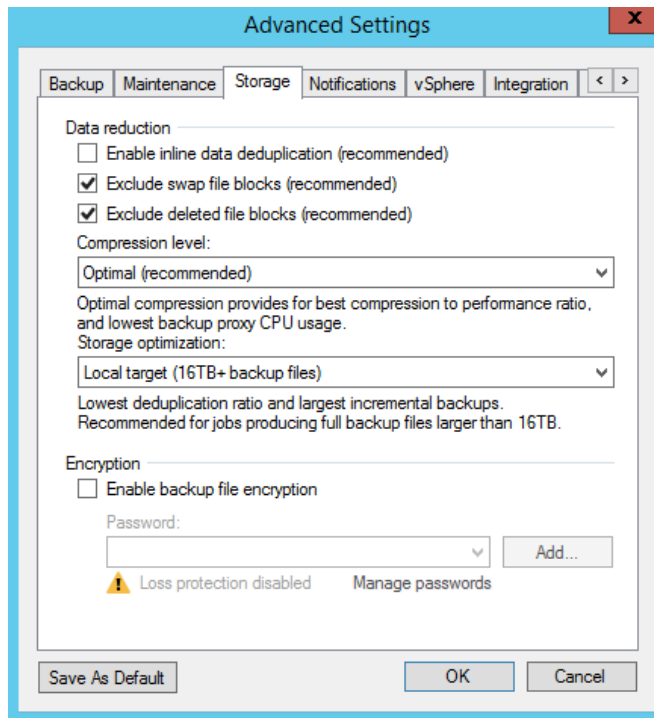 Advanced Settings
x
Backup Maintenance Storage Notifications vSphere Integration < >
Data reduction
Enable inline data deduplication (recommended)
Exclude swap file blocks (recommended)
Exclude deleted file blocks (recommended)
Compression level:
Optimal (recommended)
Optimal compression provides for best compression to performance ratio,
and lowest backup proxy CPU usage.
Storage optimization:
Local target (16TB+ backup files)
Lowest deduplication ratio and largest incremental backups.
Recommended for jobs producing full backup files larger than 16TB.
Encryption
Enable backup file encryption
Password:
Add...
Loss protection disabled Manage passwords
Save As Default OK Cancel